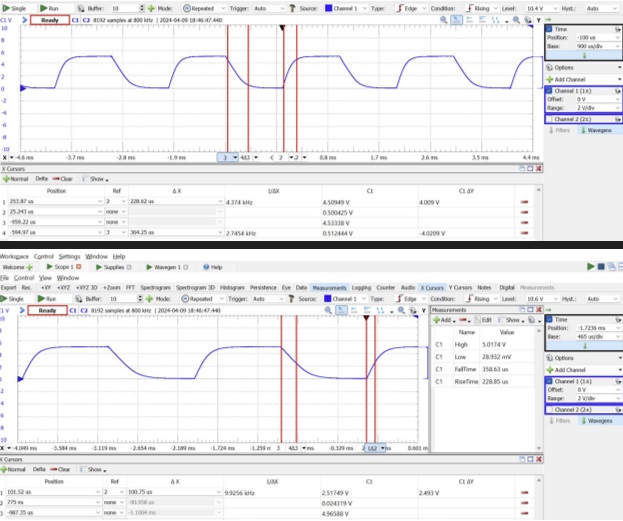 Single Run Buffer: 10 Mode: Repeated Trigger: Auto Source: Channel 1 Type: Edge Condition: Rising Level: 10.4 V Hyst.: Auto
C1 V Ready C1 C2 8192 samples at 800 kHz | 2024-04-09 18:46:47.440 Y
10
8
6
4
2
0
-2
-4
-6
-8
-10
X -4.6 ms -3.7 ms -2.8 ms -1.9 ms 3 2 0.8 ms 1.7 ms 2.6 ms 3.5 ms 4.4 ms
Time
Position: -100 us
Base: 900 us/div
Options
Add Channel
Channel 1 (1x)
Offset: 0 V
Range: 2 V/div
Channel 2 (2x)
Filters Wavegens
X Cursors
Normal Delta Clear Show
Position Ref Δ X 1/ΔX C1 C1 ΔY
1 253.87 us 2 228.62 us 4.374 kHz 4.50949 V 4.009 V
2 25.243 us none 0.500425 V
3 -959.22 us none 4.53338 V
4 -594.97 us 3 364.25 us 2.7454 kHz 0.512444 V -4.0209 V
Workspace Control Settings Window Help
Welcome Scope 1 Supplies Wavegen 1 Help
File Control View Window
Export +XY +XYZ 3D +Zoom FFT Spectrogram Spectrogram 3D Histogram Persistence Eye Data Measurements Logging Counter Audio X Cursors Y Cursors Notes Digital Measurements
Single Run Buffer: 10 Mode: Repeated Trigger: Auto Source: Channel 1 Type: Edge Condition: Rising Level: 10.6 V Hyst.: Auto
C1 V Ready C1 C2 8192 samples at 800 kHz | 2024-04-09 18:46:47.440 Y
10
8
6
4
2
0
-2
-4
-6
-8
-10
X -4.049 ms -3.584 ms -3.119 ms -2.654 ms -2.189 ms -1.724 ms -1.259 ms 3 -0.329 ms 1&2 0.601 ms
Measurements
Add Edit Show
Name Value
C1 High 5.0174 V
C1 Low 28.932 mV
C1 FallTime 358.63 us
C1 RiseTime 228.85 us
Time
Position: -1.7236 ms
Base: 465 us/div
Options
Add Channel
Channel 1 (1x)
Offset: 0 V
Range: 2 V/div
Channel 2 (2x)
Filters Wavegens
X Cursors
Normal Delta Clear Show
Position Ref Δ X 1/ΔX C1 C1 ΔY
1 101.52 us 2 100.75 us 9.9256 kHz 2.51749 V 2.493 V
2 775 ns none 0.024319 V
3 -987.35 us none 4.96588 V